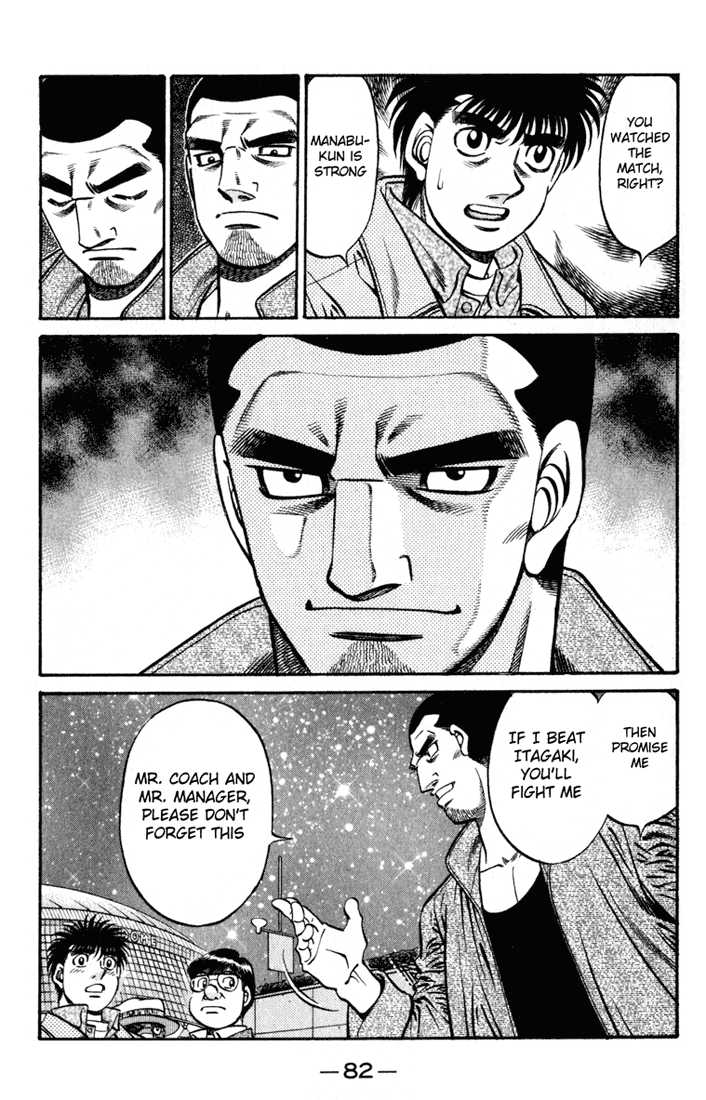 YOU
WATCHED
THE
MATCH,
RIGHT?
MANABU-
KUN IS
STRONG
THEN
PROMISE
ME
IF I BEAT
ITAGAKI,
YOU'LL
FIGHT ME
MR. COACH AND
MR. MANAGER,
PLEASE DON'T
FORGET THIS
OME
—82—